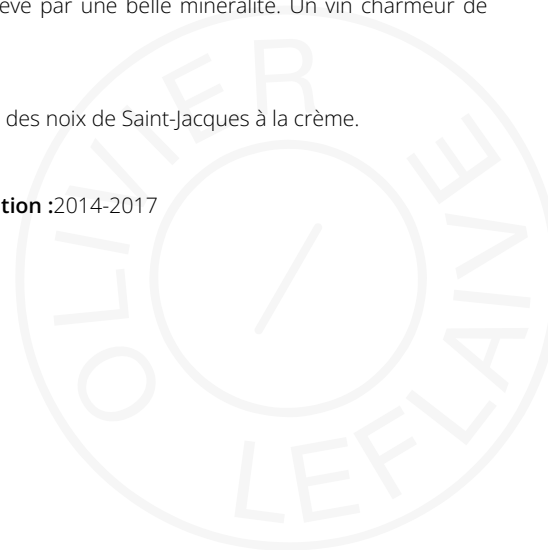 evé par une belle minéralité. Un vin charmeur de
des noix de Saint-Jacques à la crème.
tion :2014-2017
OLIVIER
LEFLAIVE